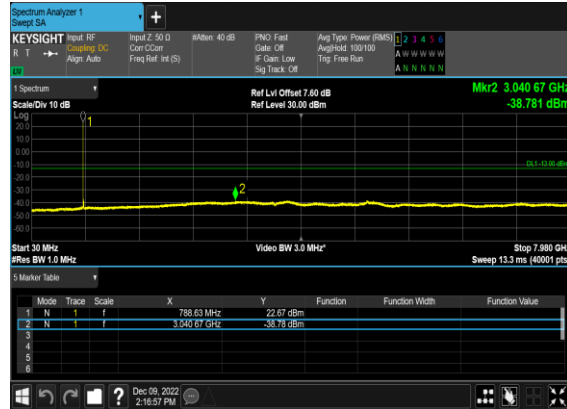 Spectrum Analyzer 1
Swept SA
+
KEYSIGHT Input: RF Input Z: 50 Ω #Atten: 40 dB PNO: Fast Avg Type: Power (RMS) 1 2 3 4 5 6
R T Coupling: DC Corr CCorr Gate: Off Avg|Hold: 100/100 A W W W W W
Align: Auto Freq Ref: Int (S) IF Gain: Low Trig: Free Run
Sig Track: Off A N N N N N
1 Spectrum Ref Lvl Offset 7.60 dB Mkr2 3.040 67 GHz
Scale/Div 10 dB Ref Level 30.00 dBm -38.781 dBm
Log
20.0
10.0
0.00
-10.0
-20.0
-30.0
-40.0
-50.0
-60.0
1
2
DL1 -13.00 dBm
Start 30 MHz Video BW 3.0 MHz* Stop 7.980 GHz
#Res BW 1.0 MHz Sweep 13.3 ms (40001 pts)
5 Marker Table
Mode Trace Scale X Y Function Function Width Function Value
1 N 1 f 788.63 MHz 22.67 dBm
2 N 1 f 3.040 67 GHz -38.78 dBm
3
4
5
6
? Dec 09, 2022
2:16:57 PM